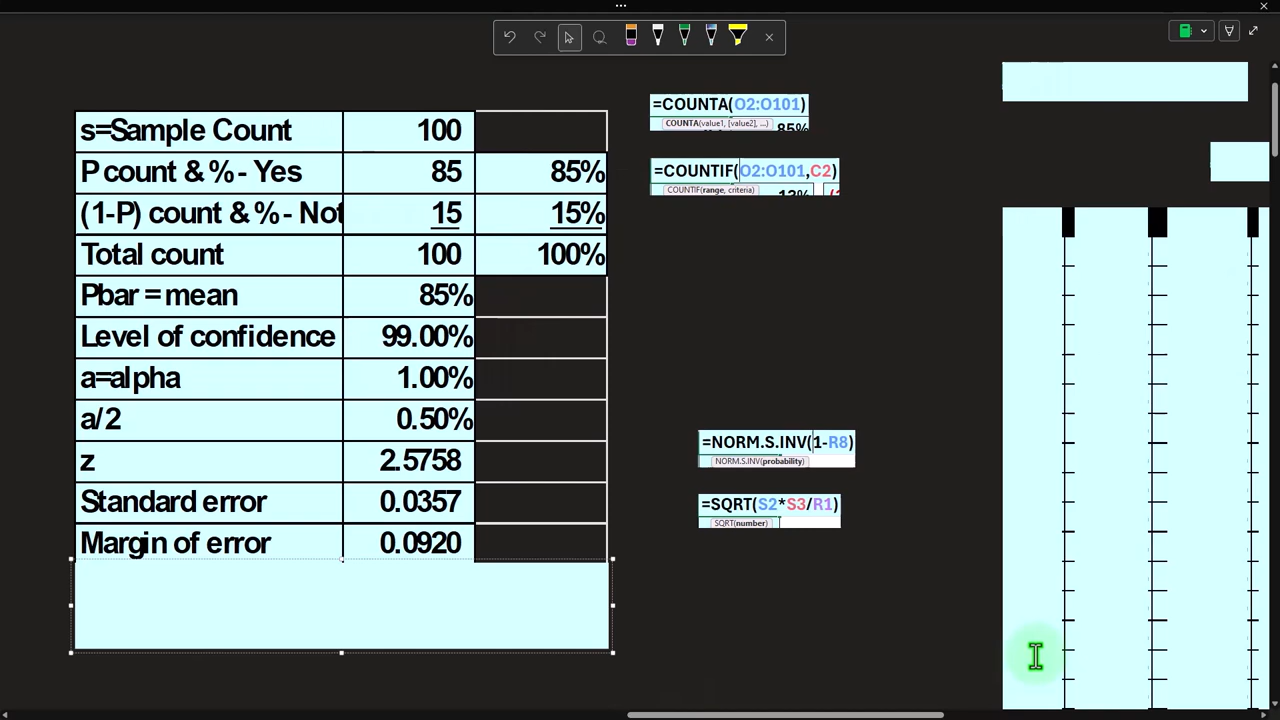 s=Sample Count 100
P count & % - Yes 85 85%
(1-P) count & % - Not 15 15%
Total count 100 100%
Pbar = mean 85%
Level of confidence 99.00%
a=alpha 1.00%
a/2 0.50%
z 2.5758
Standard error 0.0357
Margin of error 0.0920
=COUNTA(O2:O101)
COUNTA(value1, [value2], ...)
85%
=COUNTIF(O2:O101,C2)
COUNTIF(range, criteria)
=NORM.S.INV(1-R8)
NORM.S.INV(probability)
=SQRT(S2*S3/R1)
SQRT(number)